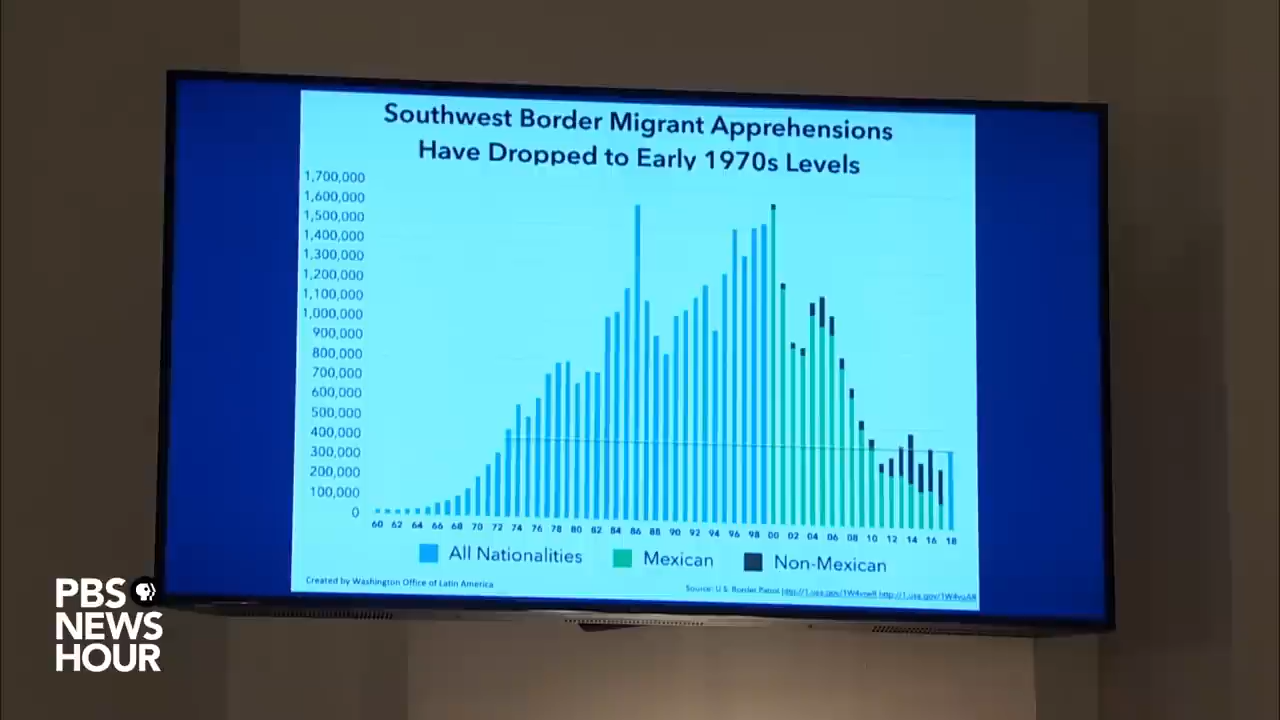 Southwest Border Migrant Apprehensions
Have Dropped to Early 1970s Levels
1,700,000
1,600,000
1,500,000
1,400,000
1,300,000
1,200,000
1,100,000
1,000,000
900,000
800,000
700,000
600,000
500,000
400,000
300,000
200,000
100,000
0
60 62 64 66 68 70 72 74 76 78 80 82 84 86 88 90 92 94 96 98 00 02 04 06 08 10 12 14 16 18
All Nationalities Mexican Non-Mexican
Created by Washington Office of Latin America
Source: U.S. Border Patrol
PBS
NEWS
HOUR